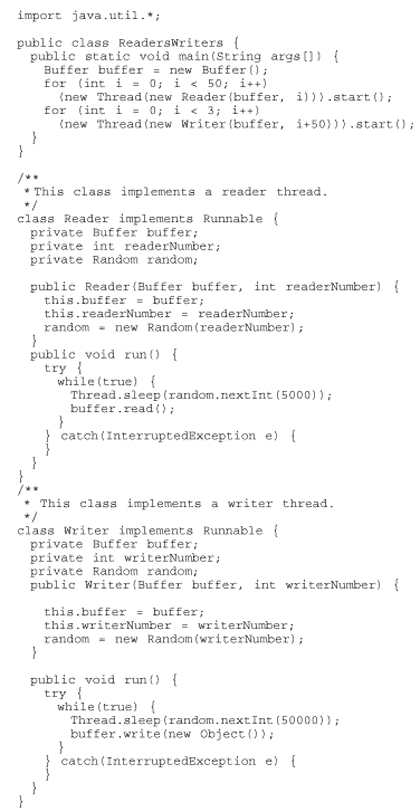 import java.util.*;

public class ReadersWriters {
  public static void main(String args[]) {
    Buffer buffer = new Buffer();
    for (int i = 0; i < 50; i++)
      (new Thread(new Reader(buffer, i))).start();
    for (int i = 0; i < 3; i++)
      (new Thread(new Writer(buffer, i+50))).start();
  }
}

/**
 * This class implements a reader thread.
 */
class Reader implements Runnable {
  private Buffer buffer;
  private int readerNumber;
  private Random random;

  public Reader(Buffer buffer, int readerNumber) {
    this.buffer = buffer;
    this.readerNumber = readerNumber;
    random = new Random(readerNumber);
  }
  public void run() {
    try {
      while(true) {
        Thread.sleep(random.nextInt(5000));
        buffer.read();
      }
    } catch(InterruptedException e) {
    }
  }
}
/**
 * This class implements a writer thread.
 */
class Writer implements Runnable {
  private Buffer buffer;
  private int writerNumber;
  private Random random;
  public Writer(Buffer buffer, int writerNumber) {

    this.buffer = buffer;
    this.writerNumber = writerNumber;
    random = new Random(writerNumber);
  }

  public void run() {
    try {
      while(true) {
        Thread.sleep(random.nextInt(50000));
        buffer.write(new Object());
      }
    } catch(InterruptedException e) {
    }
  }
}